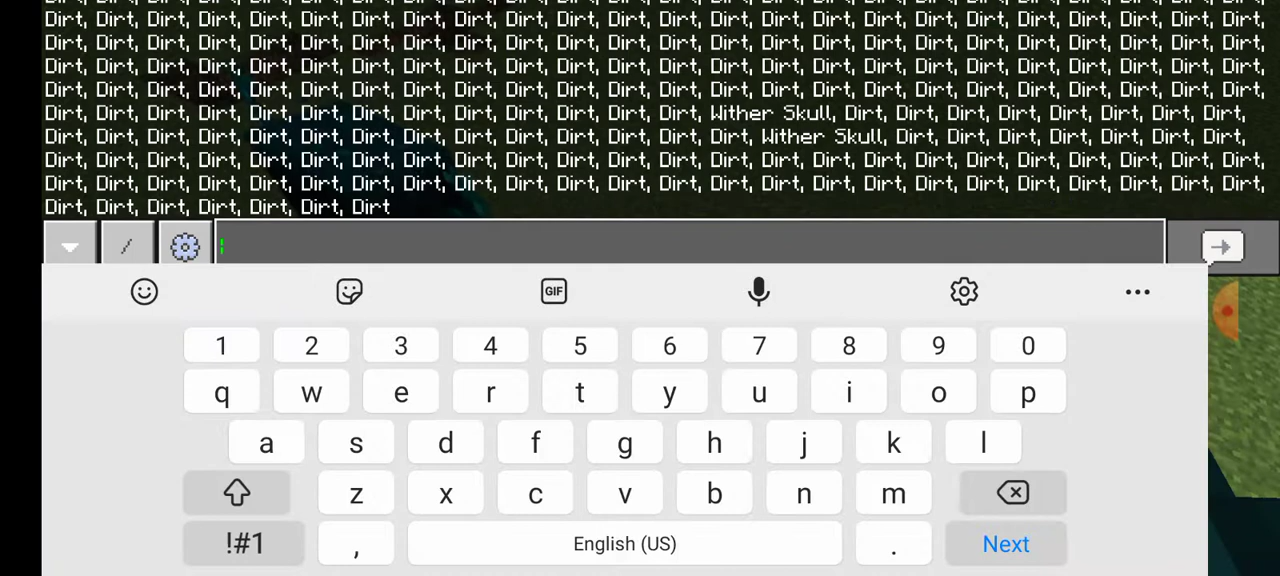 Dirt, Dirt, Dirt, Dirt, Dirt, Dirt, Dirt, Dirt, Dirt, Dirt, Dirt, Dirt, Dirt, Dirt, Dirt, Dirt, Dirt, Dirt, Dirt, Dirt, Dirt, Dirt, Dirt, Dirt,
Dirt, Dirt, Dirt, Dirt, Dirt, Dirt, Dirt, Dirt, Dirt, Dirt, Dirt, Dirt, Dirt, Dirt, Dirt, Dirt, Dirt, Dirt, Dirt, Dirt, Dirt, Dirt, Dirt, Dirt,
Dirt, Dirt, Dirt, Dirt, Dirt, Dirt, Dirt, Dirt, Dirt, Dirt, Dirt, Dirt, Dirt, Dirt, Dirt, Dirt, Dirt, Dirt, Dirt, Dirt, Dirt, Dirt, Dirt, Dirt,
Dirt, Dirt, Dirt, Dirt, Dirt, Dirt, Dirt, Dirt, Dirt, Dirt, Dirt, Dirt, Dirt, Dirt, Dirt, Dirt, Dirt, Dirt, Dirt, Dirt, Dirt, Dirt, Dirt, Dirt,
Dirt, Dirt, Dirt, Dirt, Dirt, Dirt, Dirt, Dirt, Dirt, Dirt, Dirt, Dirt, Dirt, Wither Skull, Dirt, Dirt, Dirt, Dirt, Dirt, Dirt, Dirt, Dirt,
Dirt, Dirt, Dirt, Dirt, Dirt, Dirt, Dirt, Dirt, Dirt, Dirt, Dirt, Dirt, Dirt, Dirt, Wither Skull, Dirt, Dirt, Dirt, Dirt, Dirt, Dirt, Dirt,
Dirt, Dirt, Dirt, Dirt, Dirt, Dirt, Dirt, Dirt, Dirt, Dirt, Dirt, Dirt, Dirt, Dirt, Dirt, Dirt, Dirt, Dirt, Dirt, Dirt, Dirt, Dirt, Dirt, Dirt,
Dirt, Dirt, Dirt, Dirt, Dirt, Dirt, Dirt, Dirt, Dirt, Dirt, Dirt, Dirt, Dirt, Dirt, Dirt, Dirt, Dirt, Dirt, Dirt, Dirt, Dirt, Dirt, Dirt, Dirt,
Dirt, Dirt, Dirt, Dirt, Dirt, Dirt, Dirt
/
GIF
1 2 3 4 5 6 7 8 9 0
q w e r t y u i o p
a s d f g h j k l
z x c v b n m
!#1 , English (US) . Next